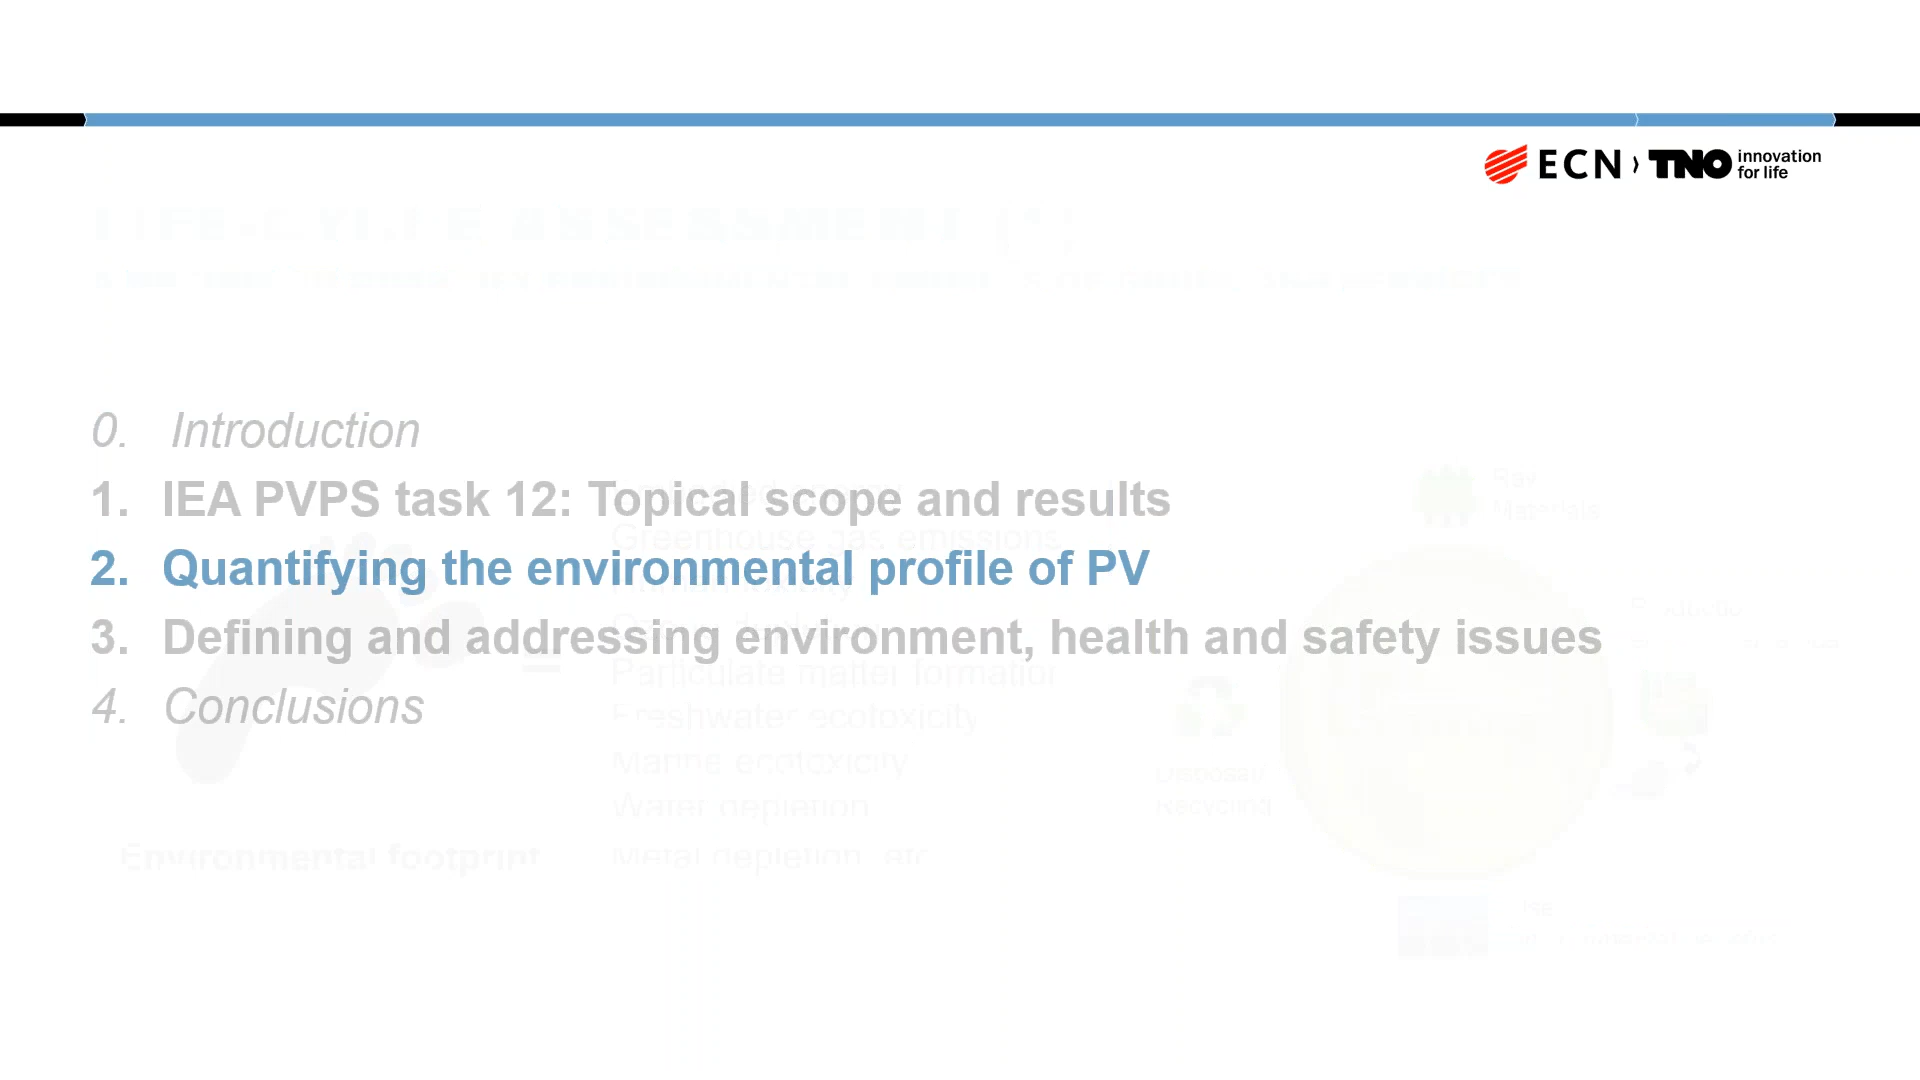 ECN TNO innovation
for life
LIFE-CYCLE ASSESSMENT (1)
0. Introduction
1. IEA PVPS task 12: Topical scope and results
Greenhouse gas emissions
2. Quantifying the environmental profile of PV
3. Defining and addressing environment, health and safety issues
Particulate matter formation
4. Conclusions
Freshwater ecotoxicity
Marine ecotoxicity
Water depletion
Metal depletion, etc
Environmental footprint
Raw
Materials
Disposal/
Recycling